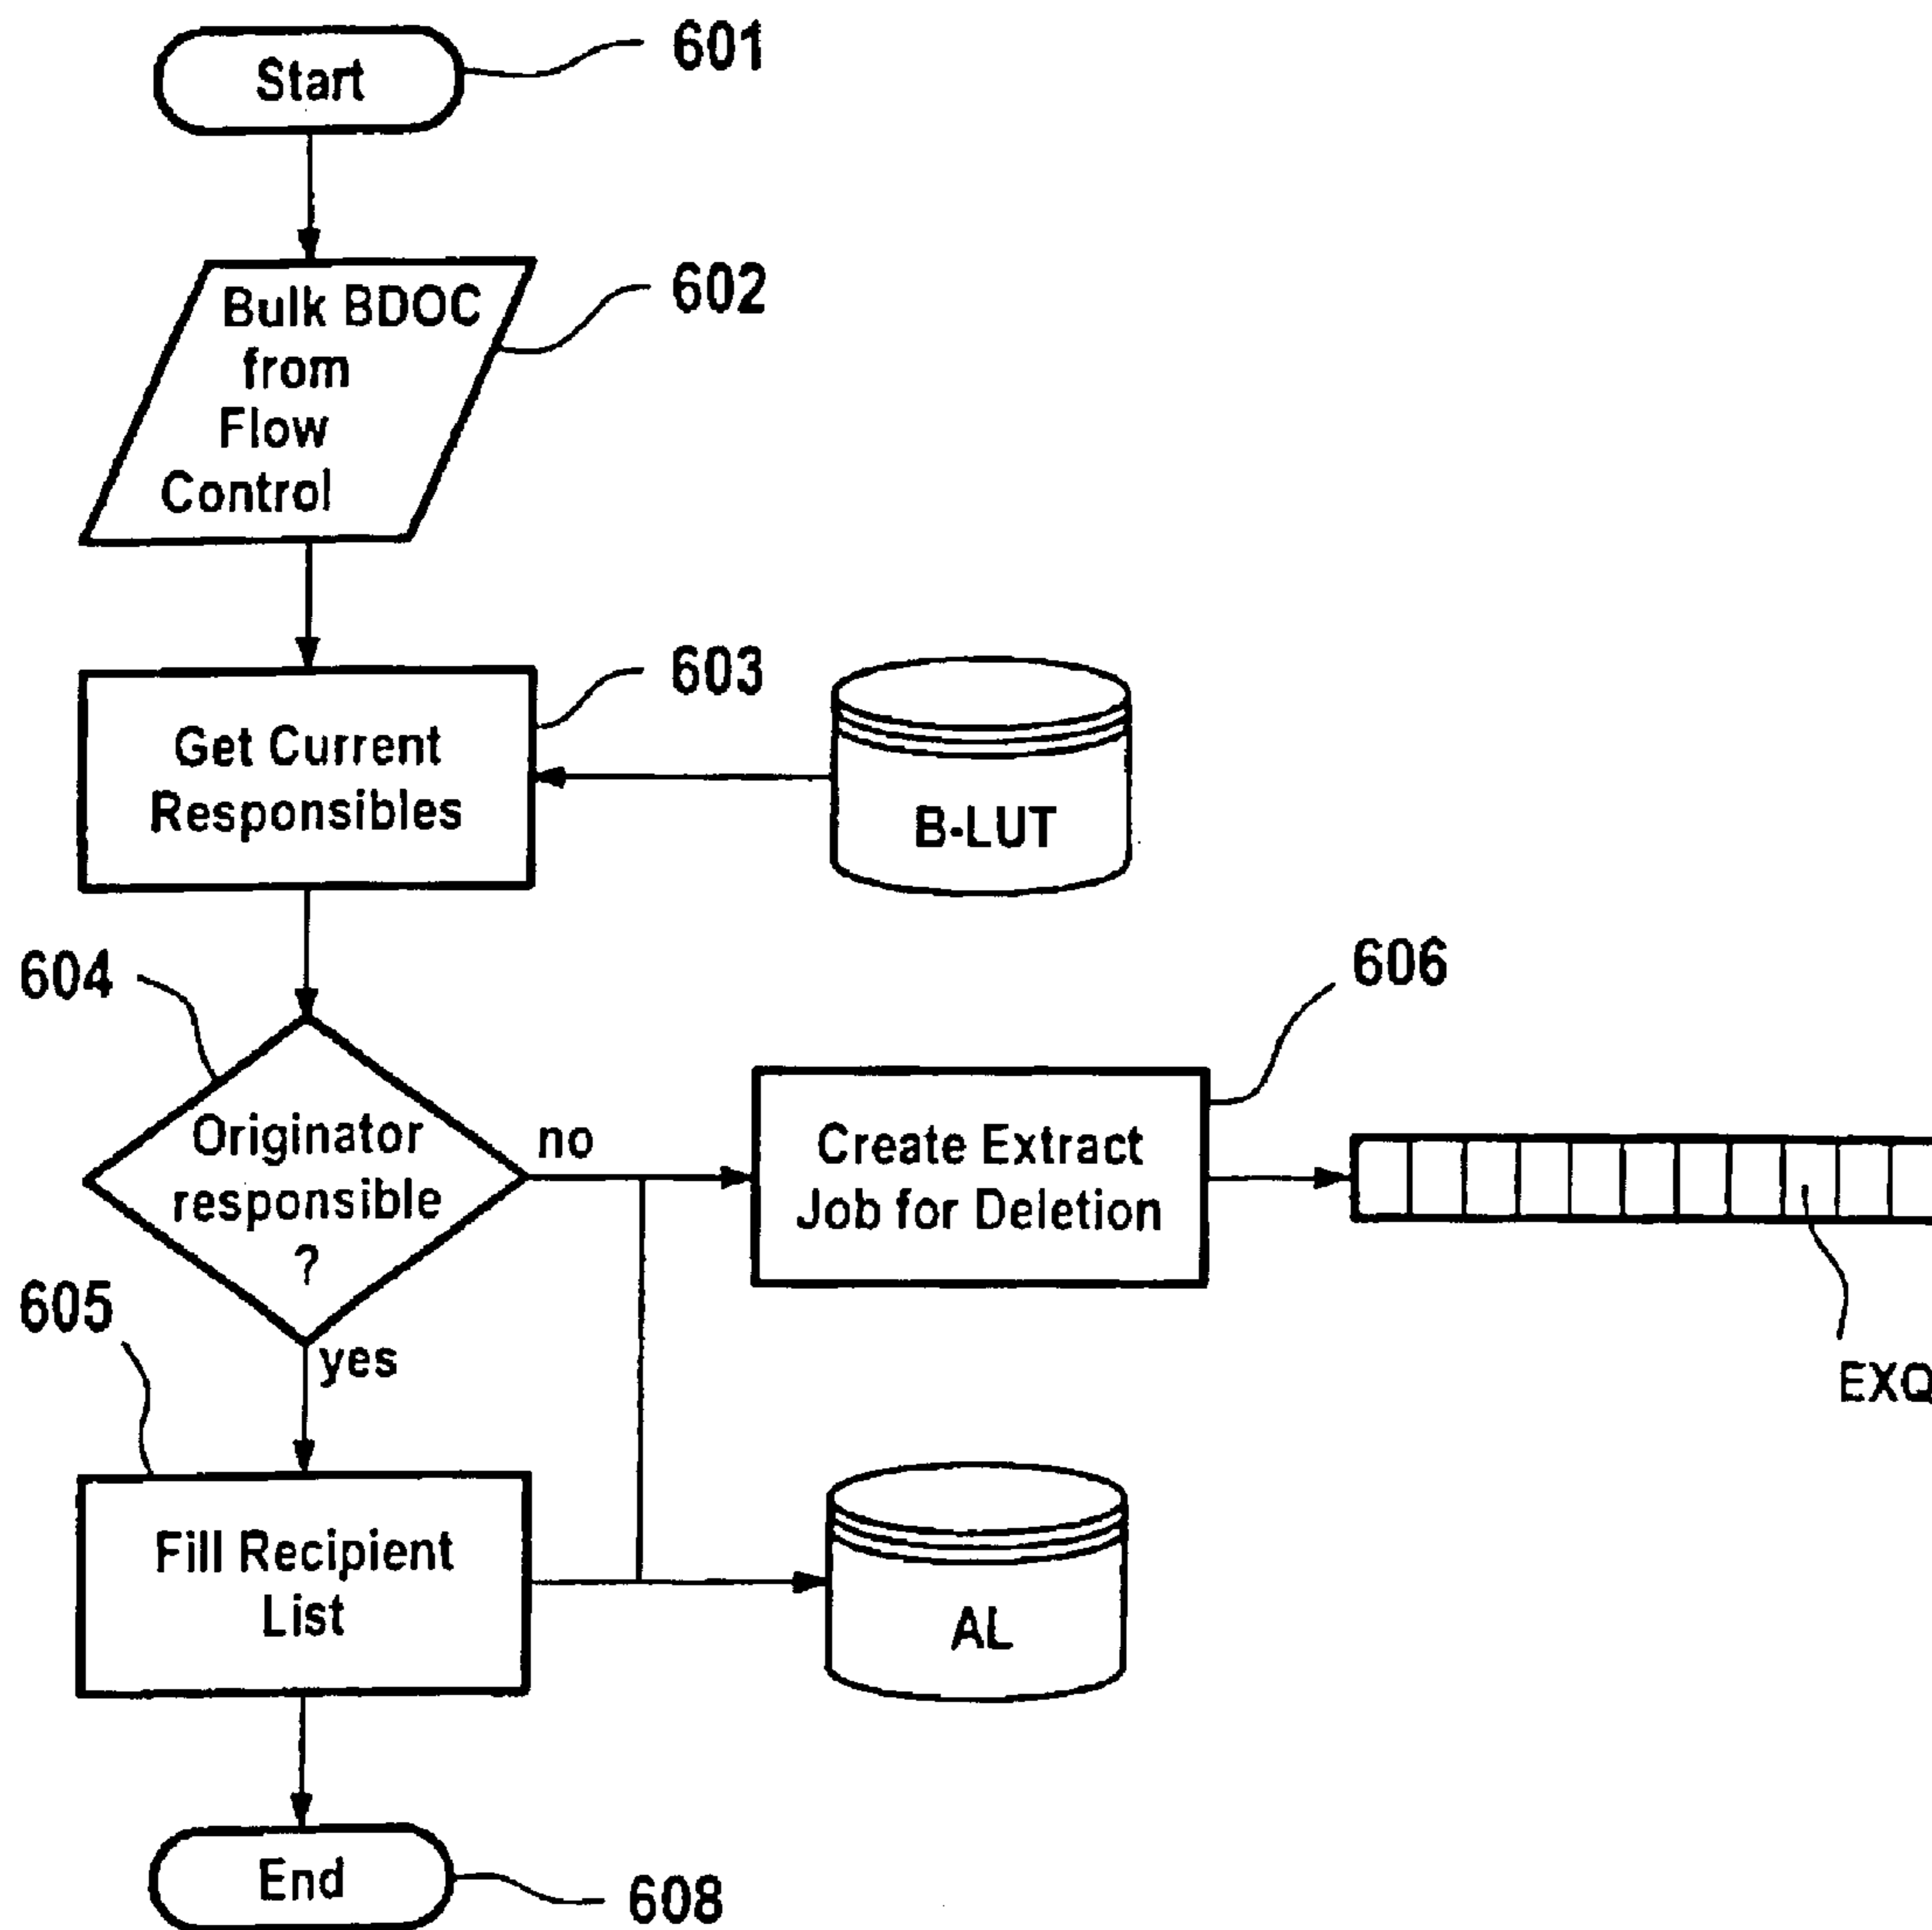 Start
601
Bulk BDOC
from
Flow
Control
602
603
Get Current
Responsibles
B-LUT
604
606
Originator
responsible
?
no
Create Extract
Job for Deletion
605
yes
EXQ
Fill Recipient
List
AL
End
608